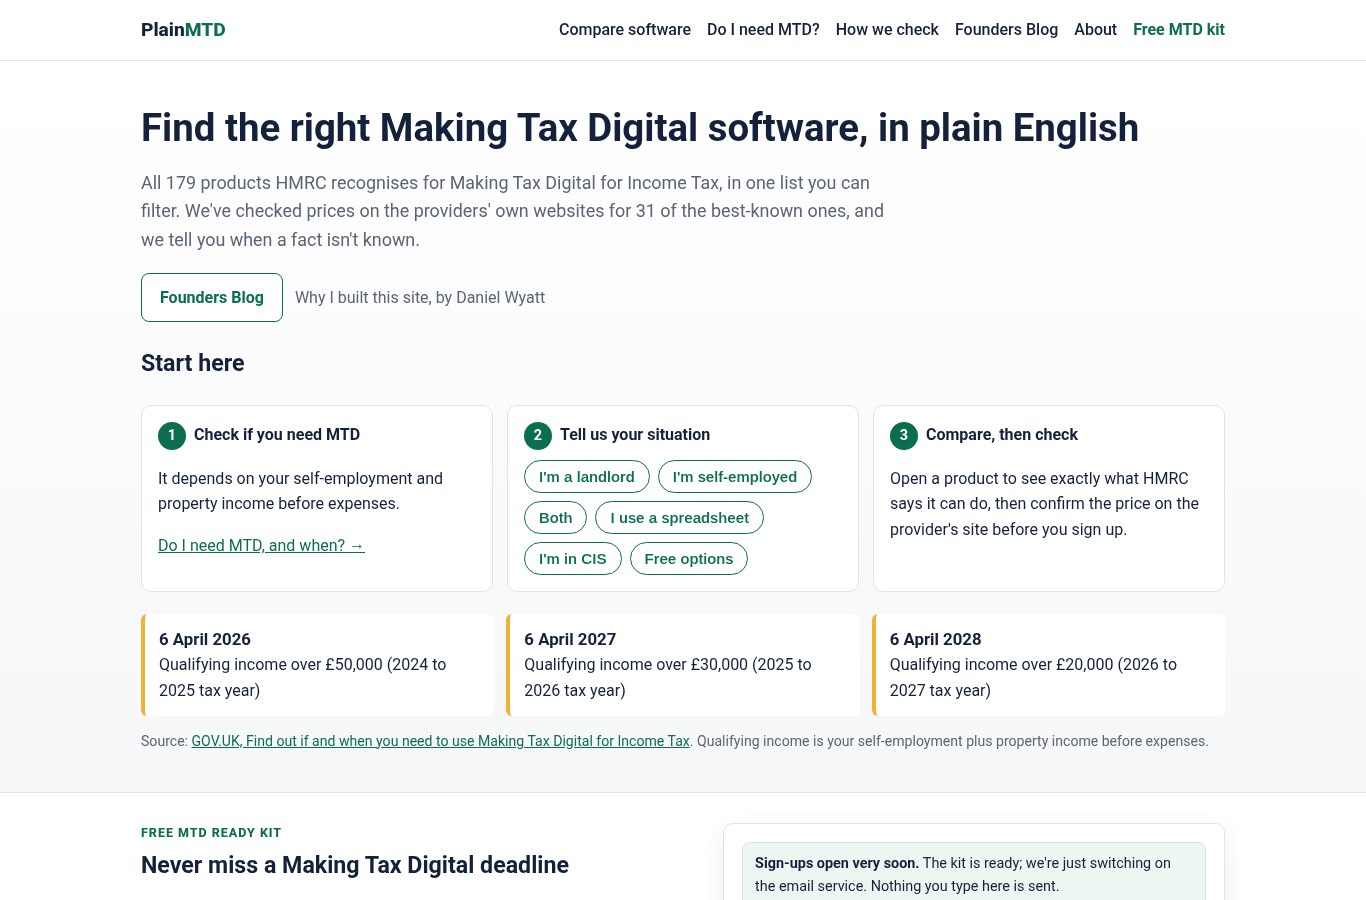 PlainMTD
Compare software
Do I need MTD?
How we check
Founders Blog
About
Free MTD kit
Find the right Making Tax Digital software, in plain English
All 179 products HMRC recognises for Making Tax Digital for Income Tax, in one list you can
filter. We've checked prices on the providers' own websites for 31 of the best-known ones, and
we tell you when a fact isn't known.
Founders Blog
Why I built this site, by Daniel Wyatt
Start here
1 Check if you need MTD
It depends on your self-employment and
property income before expenses.
Do I need MTD, and when? →
2 Tell us your situation
I'm a landlord
I'm self-employed
Both
I use a spreadsheet
I'm in CIS
Free options
3 Compare, then check
Open a product to see exactly what HMRC
says it can do, then confirm the price on the
provider's site before you sign up.
6 April 2026
Qualifying income over £50,000 (2024 to
2025 tax year)
6 April 2027
Qualifying income over £30,000 (2025 to
2026 tax year)
6 April 2028
Qualifying income over £20,000 (2026 to
2027 tax year)
Source: GOV.UK, Find out if and when you need to use Making Tax Digital for Income Tax. Qualifying income is your self-employment plus property income before expenses.
FREE MTD READY KIT
Never miss a Making Tax Digital deadline
Sign-ups open very soon. The kit is ready; we're just switching on
the email service. Nothing you type here is sent.